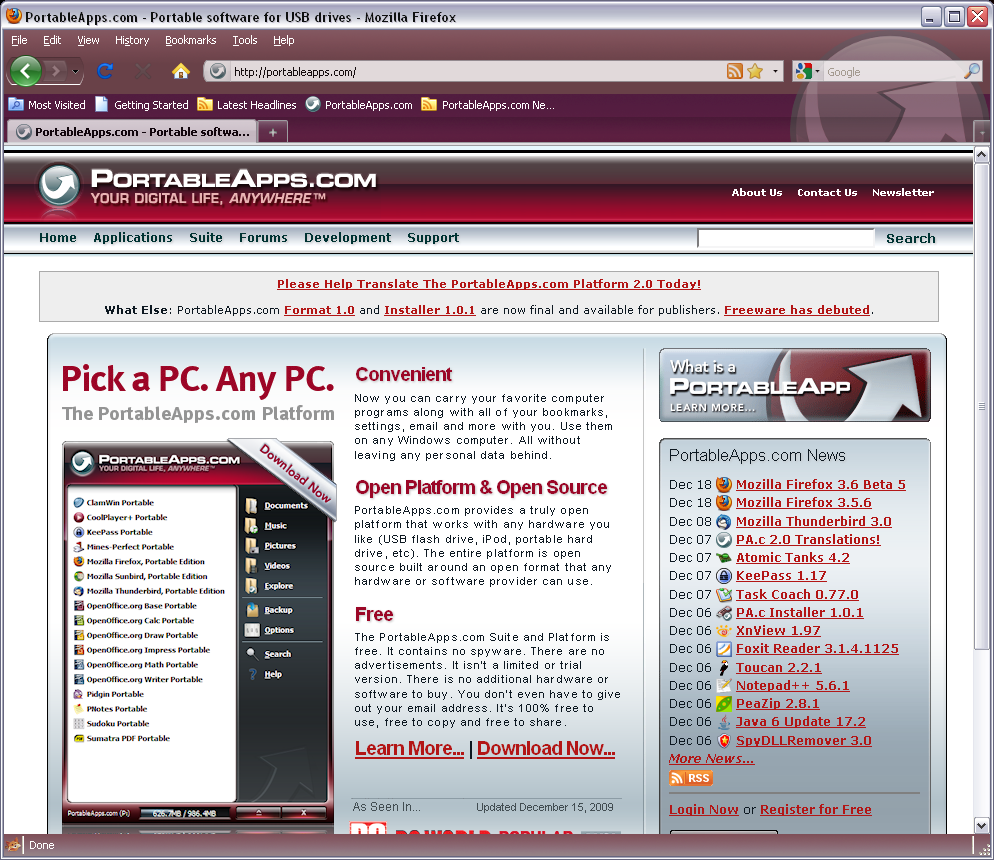 PortableApps.com - Portable software for USB drives - Mozilla Firefox
File Edit View History Bookmarks Tools Help
http://portableapps.com/
Google
Most Visited Getting Started Latest Headlines PortableApps.com PortableApps.com Ne...
PortableApps.com - Portable softwa...
PORTABLEAPPS.COM
YOUR DIGITAL LIFE, ANYWHERE™
About Us Contact Us Newsletter
Home Applications Suite Forums Development Support
Search
Please Help Translate The PortableApps.com Platform 2.0 Today!
What Else: PortableApps.com Format 1.0 and Installer 1.0.1 are now final and available for publishers. Freeware has debuted.
Pick a PC. Any PC.
The PortableApps.com Platform
PORTABLEAPPS.COM
YOUR DIGITAL LIFE, ANYWHERE™
Download Now
ClamWin Portable
CoolPlayer+ Portable
KeePass Portable
Mines-Perfect Portable
Mozilla Firefox, Portable Edition
Mozilla Sunbird, Portable Edition
Mozilla Thunderbird, Portable Edition
OpenOffice.org Base Portable
OpenOffice.org Calc Portable
OpenOffice.org Draw Portable
OpenOffice.org Impress Portable
OpenOffice.org Math Portable
OpenOffice.org Writer Portable
Pidgin Portable
PNotes Portable
Sudoku Portable
Sumatra PDF Portable
Documents
Music
Pictures
Videos
Explore
Backup
Options
Search
Help
PortableApps.com (P:) 626.7MB / 986.4MB X
Convenient
Now you can carry your favorite computer
programs along with all of your bookmarks,
settings, email and more with you. Use them
on any Windows computer. All without
leaving any personal data behind.
Open Platform & Open Source
PortableApps.com provides a truly open
platform that works with any hardware you
like (USB flash drive, iPod, portable hard
drive, etc). The entire platform is open
source built around an open format that any
hardware or software provider can use.
Free
The PortableApps.com Suite and Platform is
free. It contains no spyware. There are no
advertisements. It isn't a limited or trial
version. There is no additional hardware or
software to buy. You don't even have to give
out your email address. It's 100% free to
use, free to copy and free to share.
Learn More... | Download Now...
As Seen In... Updated December 15, 2009
PC WORLD POPULAR
What is a
PORTABLEAPP
LEARN MORE...
PortableApps.com News
Dec 18 Mozilla Firefox 3.6 Beta 5
Dec 18 Mozilla Firefox 3.5.6
Dec 08 Mozilla Thunderbird 3.0
Dec 07 PA.c 2.0 Translations!
Dec 07 Atomic Tanks 4.2
Dec 07 KeePass 1.17
Dec 07 Task Coach 0.77.0
Dec 06 PA.c Installer 1.0.1
Dec 06 XnView 1.97
Dec 06 Foxit Reader 3.1.4.1125
Dec 06 Toucan 2.2.1
Dec 06 Notepad++ 5.6.1
Dec 06 PeaZip 2.8.1
Dec 06 Java 6 Update 17.2
Dec 06 SpyDLLRemover 3.0
More News...
RSS
Login Now or Register for Free
Done